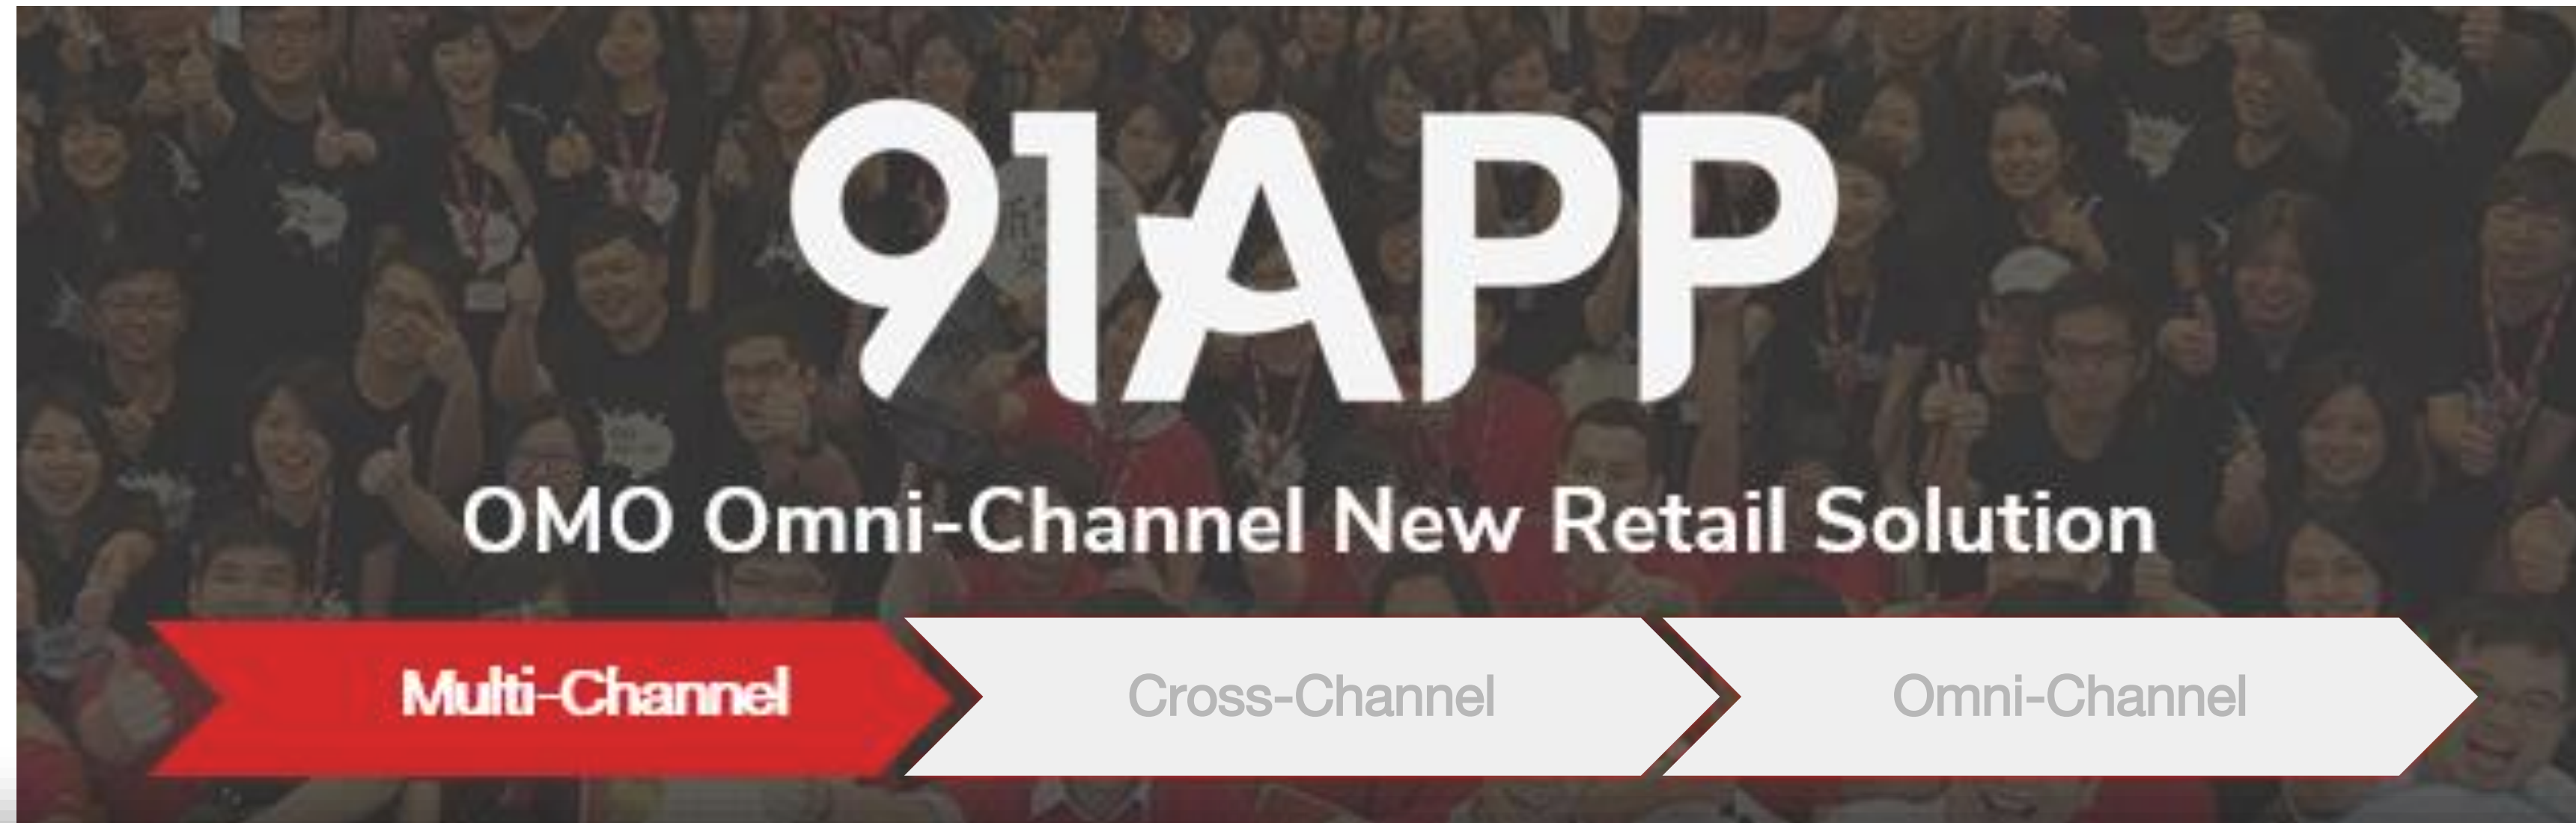 91APP
OMO Omni-Channel New Retail Solution
Multi-Channel
Cross-Channel
Omni-Channel